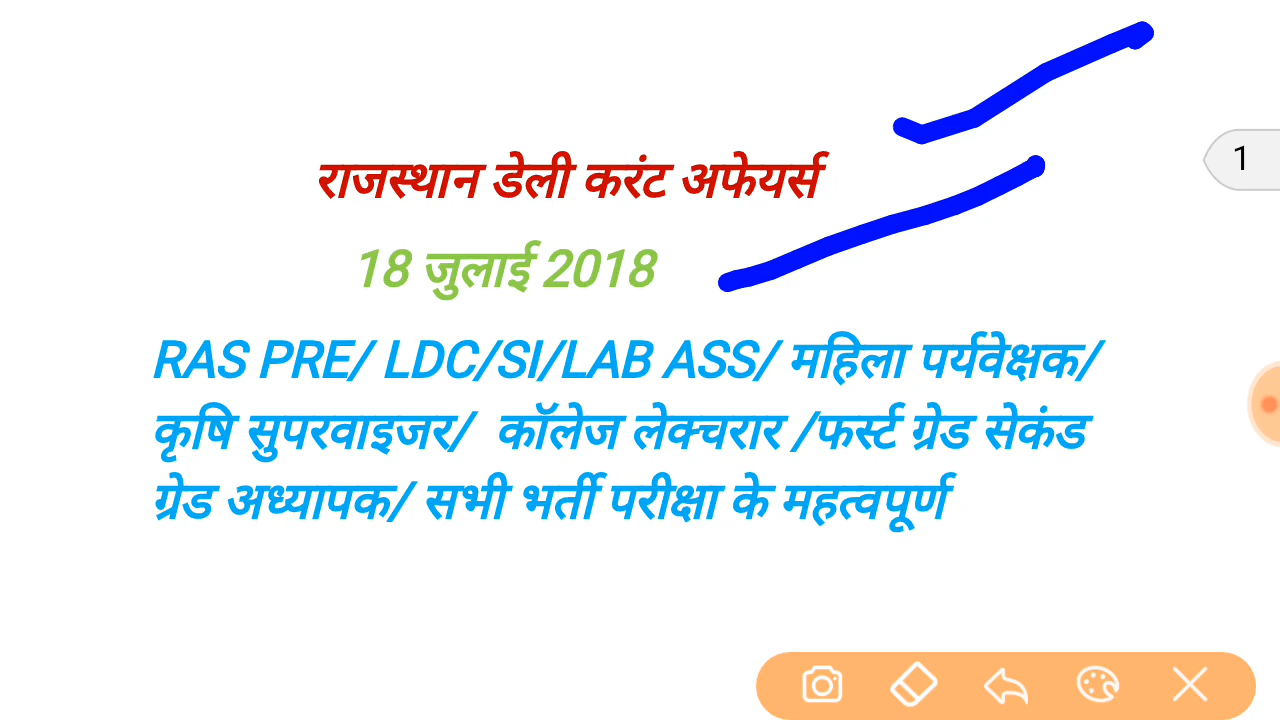 राजस्थान डेली करंट अफेयर्स
1
18 जुलाई 2018
RAS PRE/ LDC/SI/LAB ASS/ महिला पर्यवेक्षक/
कृषि सुपरवाइजर/ कॉलेज लेक्चरार /फर्स्ट ग्रेड सेकंड
ग्रेड अध्यापक/ सभी भर्ती परीक्षा के महत्वपूर्ण